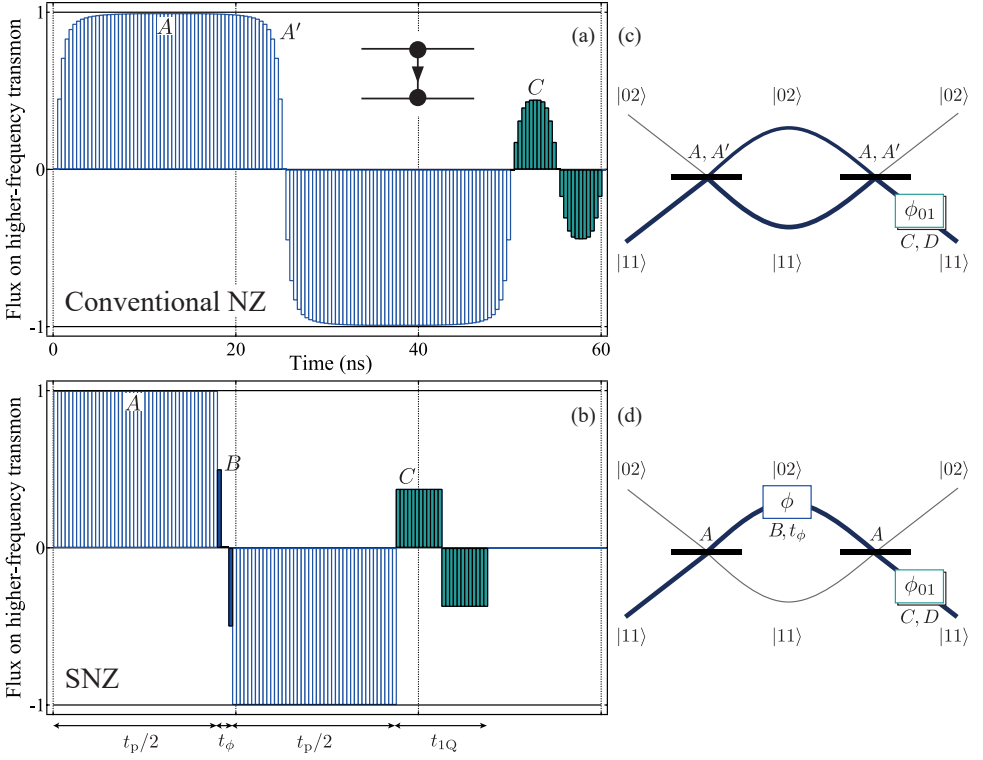 (a)
Flux on higher-frequency transmon
1
0
-1
A
A′
C
Conventional NZ
0
20
40
60
Time (ns)
(c)
|02⟩
|02⟩
|02⟩
A, A′
A, A′
ϕ01
C, D
|11⟩
|11⟩
|11⟩
(b)
Flux on higher-frequency transmon
1
0
-1
A
B
C
SNZ
tp/2
tϕ
tp/2
t1Q
(d)
|02⟩
|02⟩
|02⟩
ϕ
B, tϕ
A
A
ϕ01
C, D
|11⟩
|11⟩
|11⟩